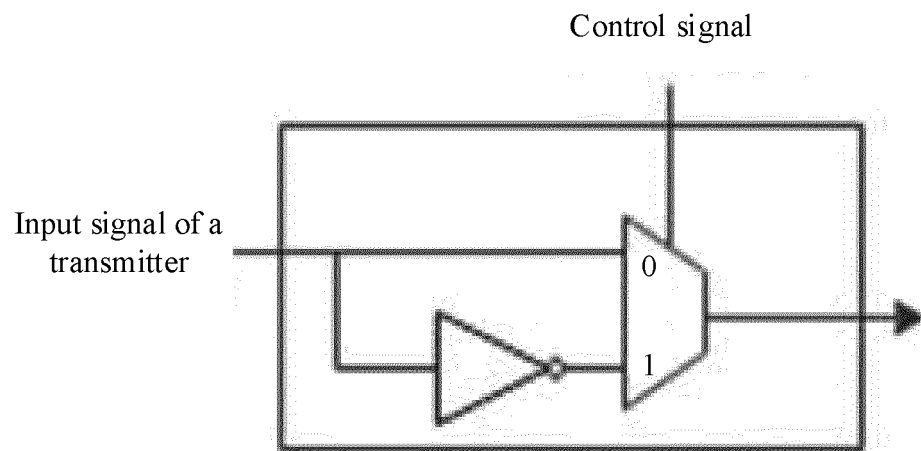 Control signal
Input signal of a
transmitter
0
1